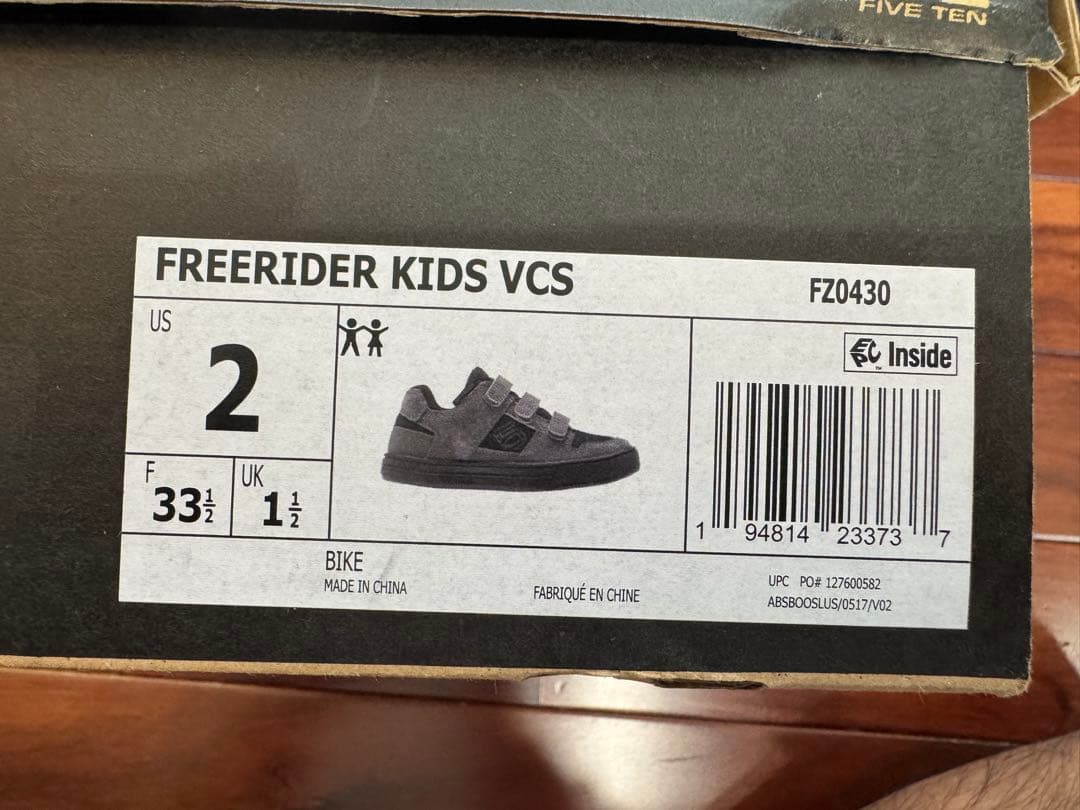 FIVE TEN
FREERIDER KIDS VCS
FZ0430
US
2
F
33½
UK
1½
EPC Inside
1 94814 23373 7
BIKE
MADE IN CHINA
FABRIQUÉ EN CHINE
UPC PO# 127600582
ABSBOOSLUS/0517/V02